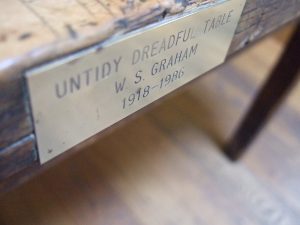 UNTIDY DREADFUL TABLE
W. S. GRAHAM
1918-1986